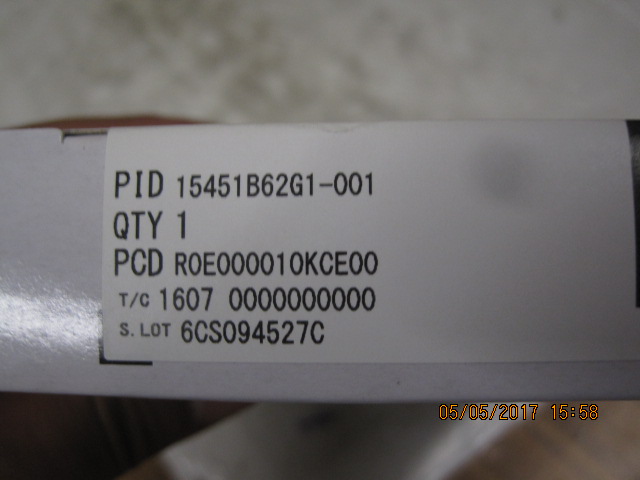 PID 15451B62G1-001
QTY 1
PCD R0E000010KCE00
T/C 1607 0000000000
S.LOT 6CS094527C
05/05/2017 15:58